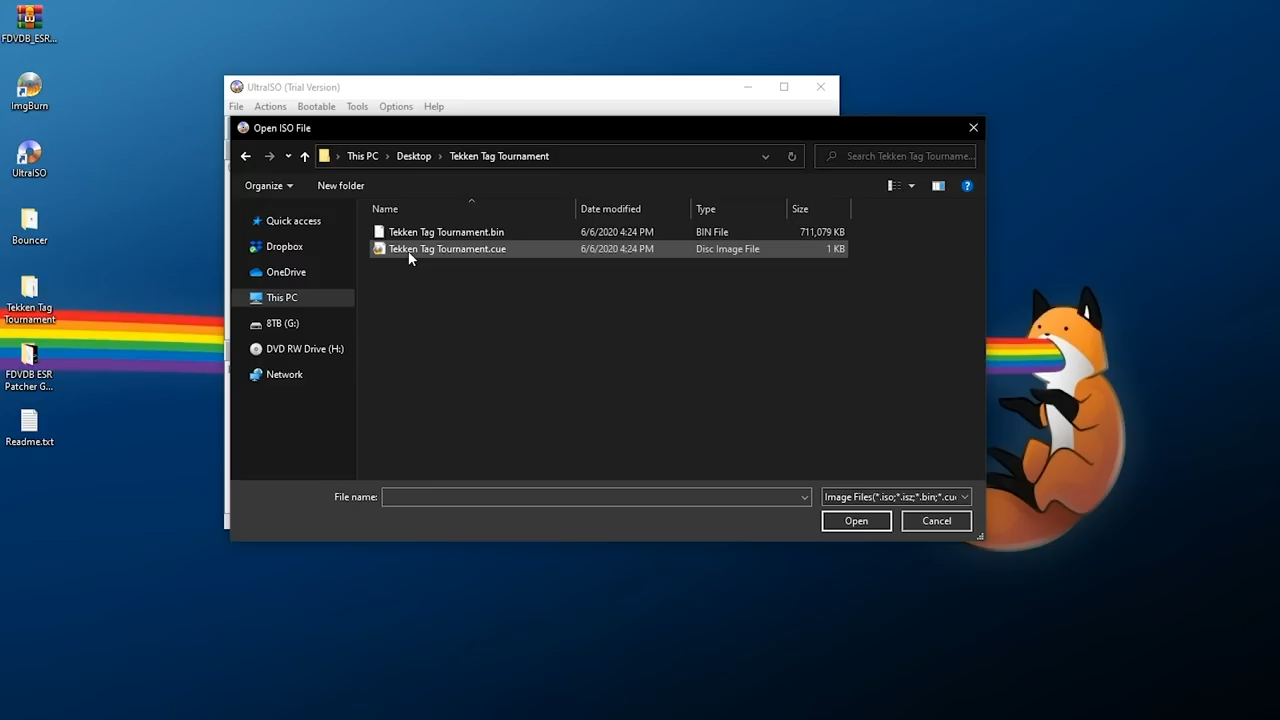 FDVDB_ESR...
ImgBurn
UltraISO
Bouncer
Tekken Tag
Tournament
FDVDB ESR
Patcher G...
Readme.txt
UltraISO (Trial Version)
File Actions Bootable Tools Options Help
Open ISO File
This PC > Desktop > Tekken Tag Tournament
Search Tekken Tag Tourname...
Organize New folder
Quick access
Dropbox
OneDrive
This PC
8TB (G:)
DVD RW Drive (H:)
Network
Name Date modified Type Size
Tekken Tag Tournament.bin 6/6/2020 4:24 PM BIN File 711,079 KB
Tekken Tag Tournament.cue 6/6/2020 4:24 PM Disc Image File 1 KB
File name: Image Files(*.iso;*.isz;*.bin;*.cu
Open Cancel